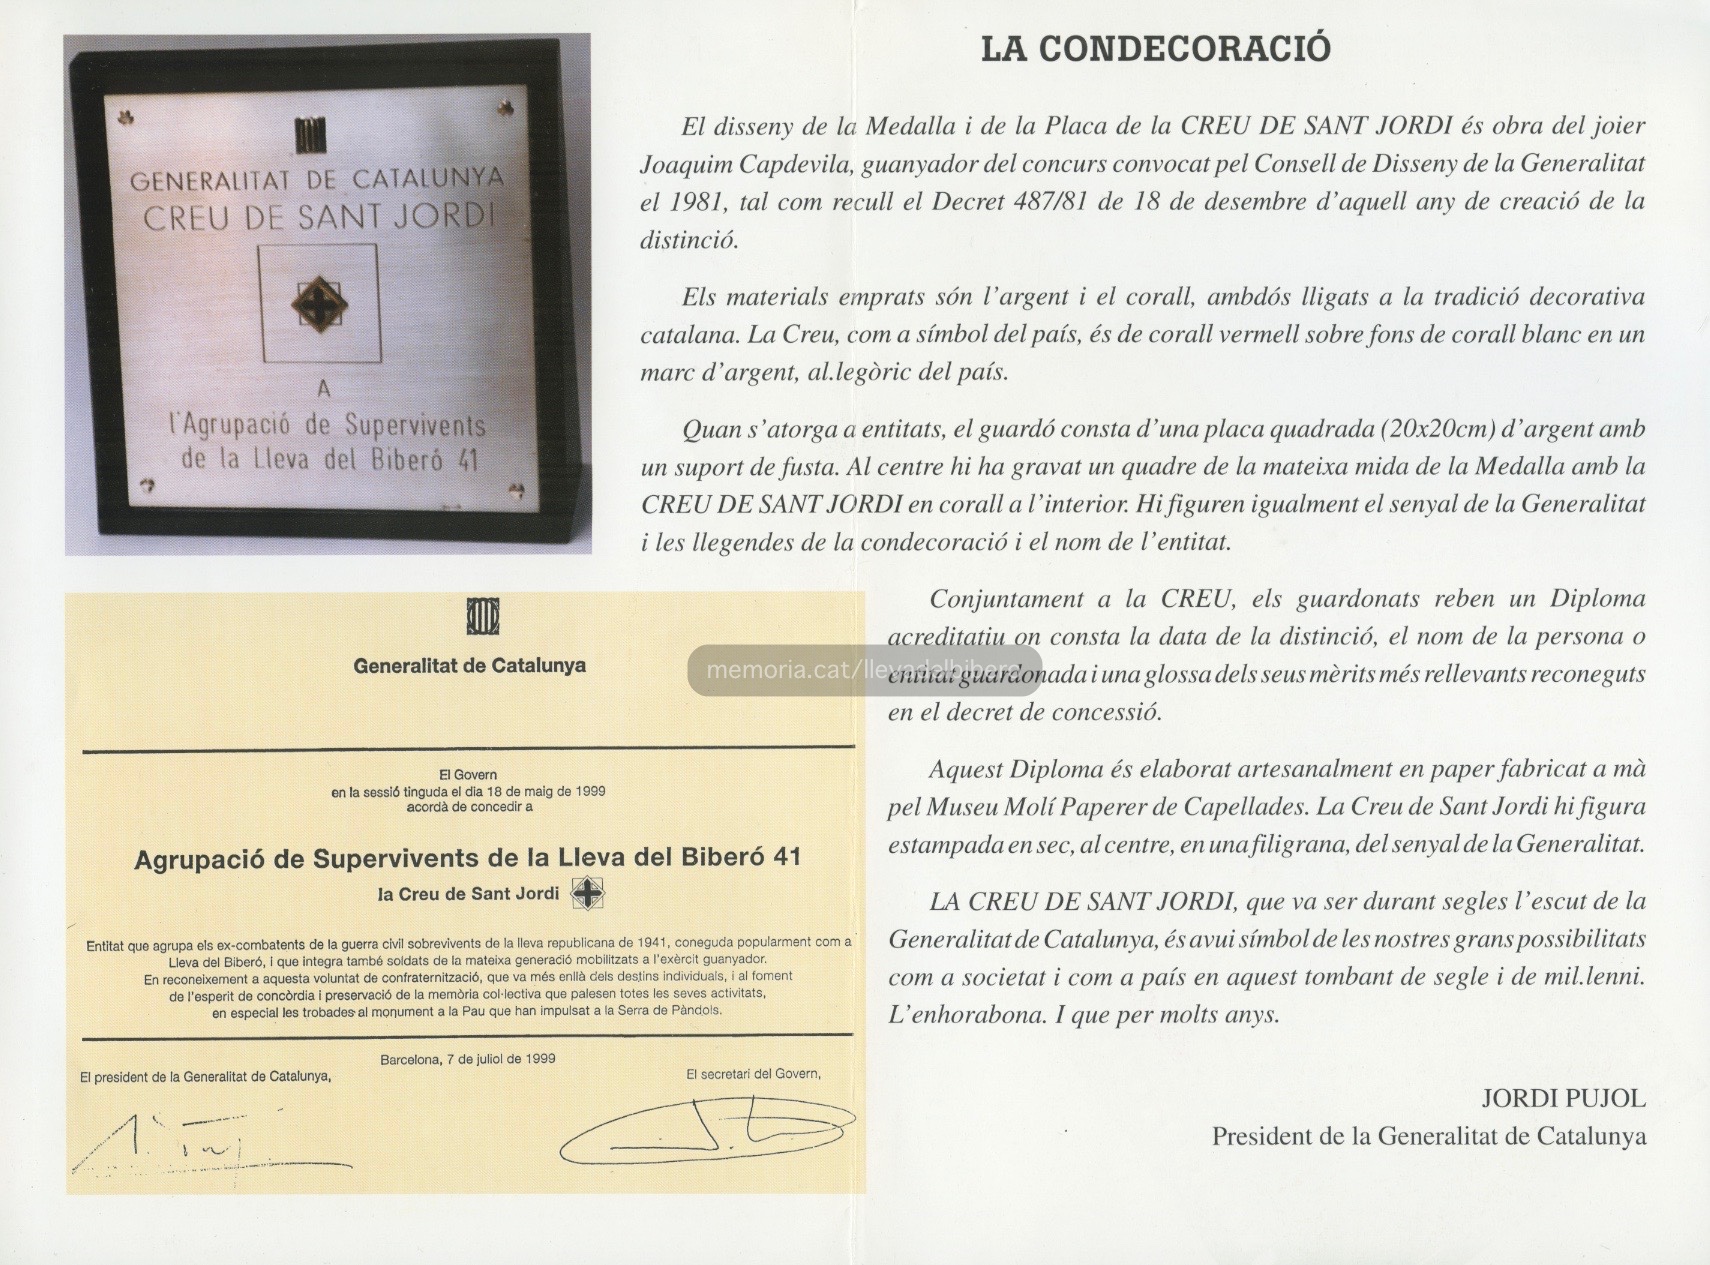 GENERALITAT DE CATALUNYA
CREU DE SANT JORDI
A
l'Agrupació de Supervivents
de la Lleva del Biberó 41
LA CONDECORACIÓ
El disseny de la Medalla i de la Placa de la CREU DE SANT JORDI és obra del joier
Joaquim Capdevila, guanyador del concurs convocat pel Consell de Disseny de la Generalitat
el 1981, tal com recull el Decret 487/81 de 18 de desembre d'aquell any de creació de la
distinció.
Els materials emprats són l'argent i el corall, ambdós lligats a la tradició decorativa
catalana. La Creu, com a símbol del país, és de corall vermell sobre fons de corall blanc en un
marc d'argent, al.legòric del país.
Quan s'atorga a entitats, el guardó consta d'una placa quadrada (20x20cm) d'argent amb
un suport de fusta. Al centre hi ha gravat un quadre de la mateixa mida de la Medalla amb la
CREU DE SANT JORDI en corall a l'interior. Hi figuren igualment el senyal de la Generalitat
i les llegendes de la condecoració i el nom de l'entitat.
Conjuntament a la CREU, els guardonats reben un Diploma
acreditatiu on consta la data de la distinció, el nom de la persona o
entitat guardonada i una glossa dels seus mèrits més rellevants reconeguts
en el decret de concessió.
Aquest Diploma és elaborat artesanalment en paper fabricat a mà
pel Museu Molí Paperer de Capellades. La Creu de Sant Jordi hi figura
estampada en sec, al centre, en una filigrana, del senyal de la Generalitat.
LA CREU DE SANT JORDI, que va ser durant segles l'escut de la
Generalitat de Catalunya, és avui símbol de les nostres grans possibilitats
com a societat i com a país en aquest tombant de segle i de mil.lenni.
L'enhorabona. I que per molts anys.
JORDI PUJOL
President de la Generalitat de Catalunya
Generalitat de Catalunya
El Govern
en la sessió tinguda el dia 18 de maig de 1999
acordà de concedir a
Agrupació de Supervivents de la Lleva del Biberó 41
la Creu de Sant Jordi
Entitat que agrupa els ex-combatents de la guerra civil sobrevivents de la lleva republicana de 1941, coneguda popularment com a
Lleva del Biberó, i que integra també soldats de la mateixa generació mobilitzats a l'exèrcit guanyador.
En reconeixement a aquesta voluntat de confraternització, que va més enllà dels destins individuals, i al foment
de l'esperit de concòrdia i preservació de la memòria col·lectiva que palesen totes les seves activitats,
en especial les trobades al monument a la Pau que han impulsat a la Serra de Pàndols.
Barcelona, 7 de juliol de 1999
El president de la Generalitat de Catalunya,
El secretari del Govern,
memoria.cat/llevadelbibero